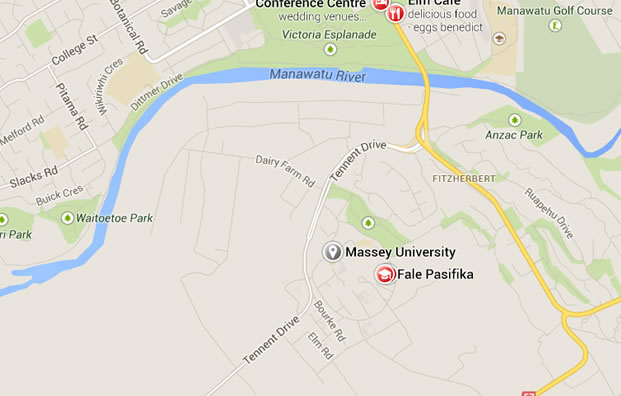 Savage
Botanical Rd
College St
Conference Centre
wedding venues...
Elm Cafe
delicious food
- eggs benedict
Manawatu Golf Course
Victoria Esplanade
Manawatu River
Wikiriwhi Cres
Pitama Rd
Dittmer Drive
Melford Rd
Anzac Park
Tennent Drive
Dairy Farm Rd
FITZHERBERT
Slacks Rd
Buick Cres
Ruapehu Drive
Waitoetoe Park
ri Park
Massey University
Fale Pasifika
Bourke Rd
Tennent Drive
Elm Rd
57